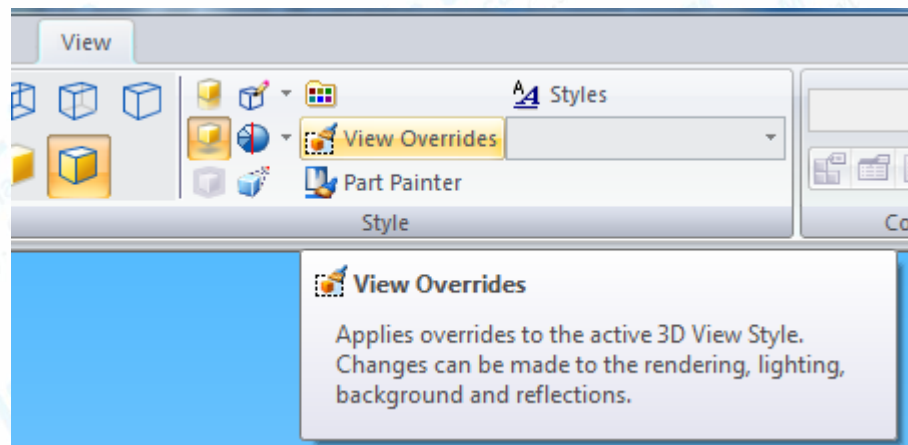 View
Styles
View Overrides
Part Painter
Style
Co
View Overrides
Applies overrides to the active 3D View Style.
Changes can be made to the rendering, lighting,
background and reflections.